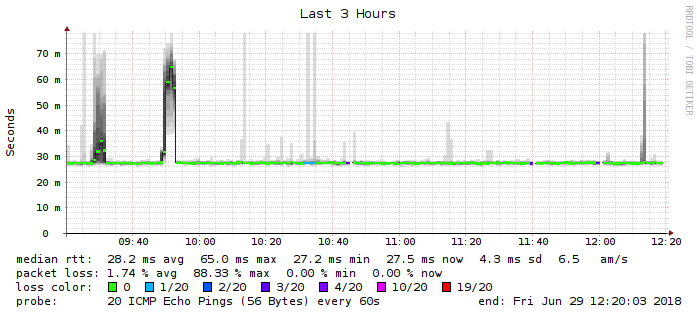 Last 3 Hours
RRDTOOL / TOBI OETIKER
Seconds
70 m
60 m
50 m
40 m
30 m
20 m
10 m
0
09:40 10:00 10:20 10:40 11:00 11:20 11:40 12:00 12:20
median rtt: 28.2 ms avg 65.0 ms max 27.2 ms min 27.5 ms now 4.3 ms sd 6.5 am/s
packet loss: 1.74 % avg 88.33 % max 0.00 % min 0.00 % now
loss color: 0 1/20 2/20 3/20 4/20 10/20 19/20
probe: 20 ICMP Echo Pings (56 Bytes) every 60s end: Fri Jun 29 12:20:03 2018